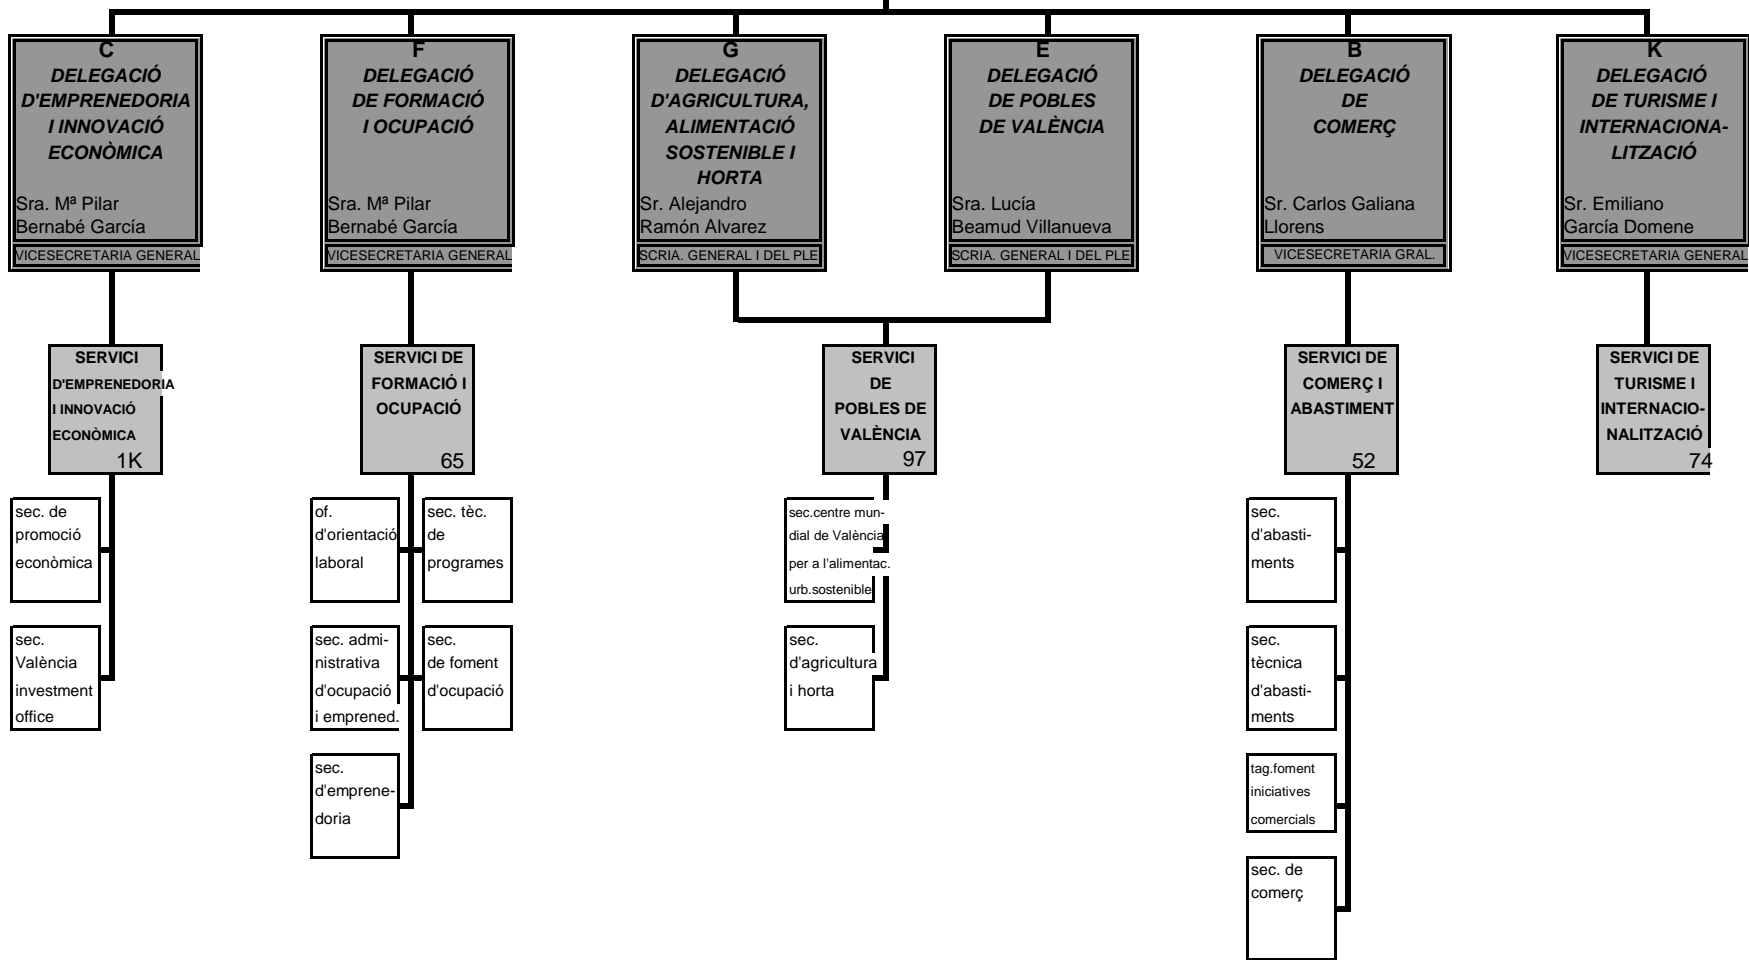 C
DELEGACIÓ
D'EMPRENEDORIA
I INNOVACIÓ
ECONÒMICA
Sra. Mª Pilar
Bernabé García
VICESECRETARIA GENERAL
F
DELEGACIÓ
DE FORMACIÓ
I OCUPACIÓ
Sra. Mª Pilar
Bernabé García
VICESECRETARIA GENERAL
G
DELEGACIÓ
D'AGRICULTURA,
ALIMENTACIÓ
SOSTENIBLE I
HORTA
Sr. Alejandro
Ramón Alvarez
SCRIA. GENERAL I DEL PLE
E
DELEGACIÓ
DE POBLES
DE VALÈNCIA
Sra. Lucía
Beamud Villanueva
SCRIA. GENERAL I DEL PLE
B
DELEGACIÓ
DE
COMERÇ
Sr. Carlos Galiana
Llorens
VICESECRETARIA GRAL.
K
DELEGACIÓ
DE TURISME I
INTERNACIONA-
LITZACIÓ
Sr. Emiliano
García Domene
VICESECRETARIA GENERAL
SERVICI
D'EMPRENEDORIA
I INNOVACIÓ
ECONÒMICA
1K
SERVICI DE
FORMACIÓ I
OCUPACIÓ
65
SERVICI
DE
POBLES DE
VALÈNCIA
97
SERVICI DE
COMERÇ I
ABASTIMENT
52
SERVICI DE
TURISME I
INTERNACIO-
NALITZACIÓ
74
sec. de
promoció
econòmica
sec.
València
investment
office
of.
d'orientació
laboral
sec. tèc.
de
programes
sec. admi-
nistrativa
d'ocupació
i empren­ed.
sec.
de foment
d'ocupació
sec.
d'emprene-
doria
sec.centre mun-
dial de València
per a l'alimentac.
urb.sostenible
sec.
d'agricultura
i horta
sec.
d'abasti-
ments
sec.
tècnica
d'abasti-
ments
tag.foment
iniciatives
comercials
sec. de
comerç